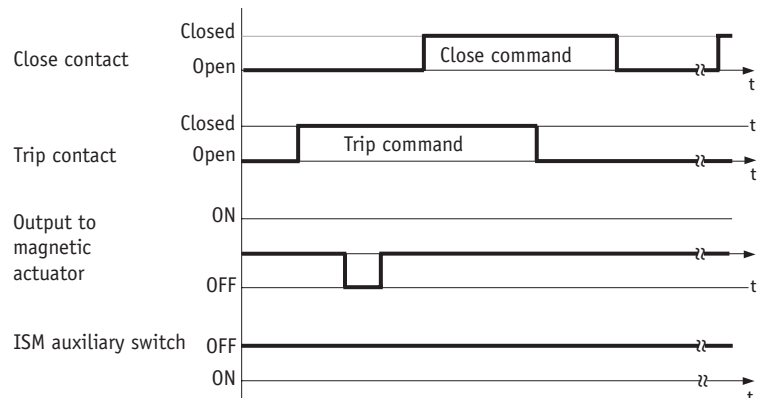 Closed
Close contact
Close command
Open
t
Closed
t
Trip contact
Trip command
Open
t
Output to
magnetic
actuator
ON
OFF
t
ISM auxiliary switch
OFF
ON
t